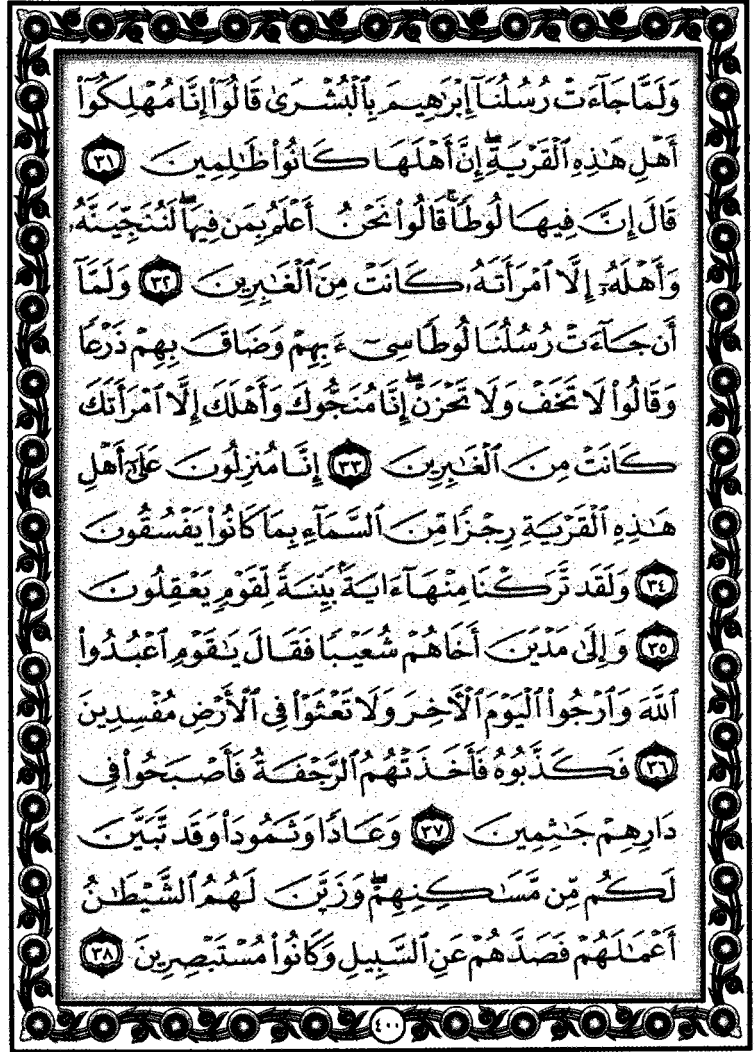 وَلَمَّا جَآءَتْ رُسُلُنَآ إِبْرَٰهِيمَ بِٱلْبُشْرَىٰ قَالُوٓا۟ إِنَّا مُهْلِكُوٓا۟
أَهْلِ هَٰذِهِ ٱلْقَرْيَةِ ۖ إِنَّ أَهْلَهَا كَانُوا۟ ظَٰلِمِينَ ٣١
قَالَ إِنَّ فِيهَا لُوطًا ۚ قَالُوا۟ نَحْنُ أَعْلَمُ بِمَن فِيهَا ۖ لَنُنَجِّيَنَّهُۥ
وَأَهْلَهُۥٓ إِلَّا ٱمْرَأَتَهُۥ كَانَتْ مِنَ ٱلْغَٰبِرِينَ ٣٢ وَلَمَّآ
أَن جَآءَتْ رُسُلُنَا لُوطًا سِىٓءَ بِهِمْ وَضَاقَ بِهِمْ ذَرْعًا
وَقَالُوا۟ لَا تَخَفْ وَلَا تَحْزَنْ ۖ إِنَّا مُنَجُّوكَ وَأَهْلَكَ إِلَّا ٱمْرَأَتَكَ
كَانَتْ مِنَ ٱلْغَٰبِرِينَ ٣٣ إِنَّا مُنزِلُونَ عَلَىٰٓ أَهْلِ
هَٰذِهِ ٱلْقَرْيَةِ رِجْزًا مِّنَ ٱلسَّمَآءِ بِمَا كَانُوا۟ يَفْسُقُونَ
٣٤ وَلَقَد تَّرَكْنَا مِنْهَآ ءَايَةًۢ بَيِّنَةً لِّقَوْمٍ يَعْقِلُونَ
٣٥ وَإِلَىٰ مَدْيَنَ أَخَاهُمْ شُعَيْبًا فَقَالَ يَٰقَوْمِ ٱعْبُدُوا۟
ٱللَّهَ وَٱرْجُوا۟ ٱلْيَوْمَ ٱلْءَاخِرَ وَلَا تَعْثَوْا۟ فِى ٱلْأَرْضِ مُفْسِدِينَ
٣٦ فَكَذَّبُوهُ فَأَخَذَتْهُمُ ٱلرَّجْفَةُ فَأَصْبَحُوا۟ فِى
دَارِهِمْ جَٰثِمِينَ ٣٧ وَعَادًا وَثَمُودَا۟ وَقَد تَّبَيَّنَ
لَكُم مِّن مَّسَٰكِنِهِمْ ۖ وَزَيَّنَ لَهُمُ ٱلشَّيْطَٰنُ
أَعْمَٰلَهُمْ فَصَدَّهُمْ عَنِ ٱلسَّبِيلِ وَكَانُوا۟ مُسْتَبْصِرِينَ ٣٨
٤٠٠